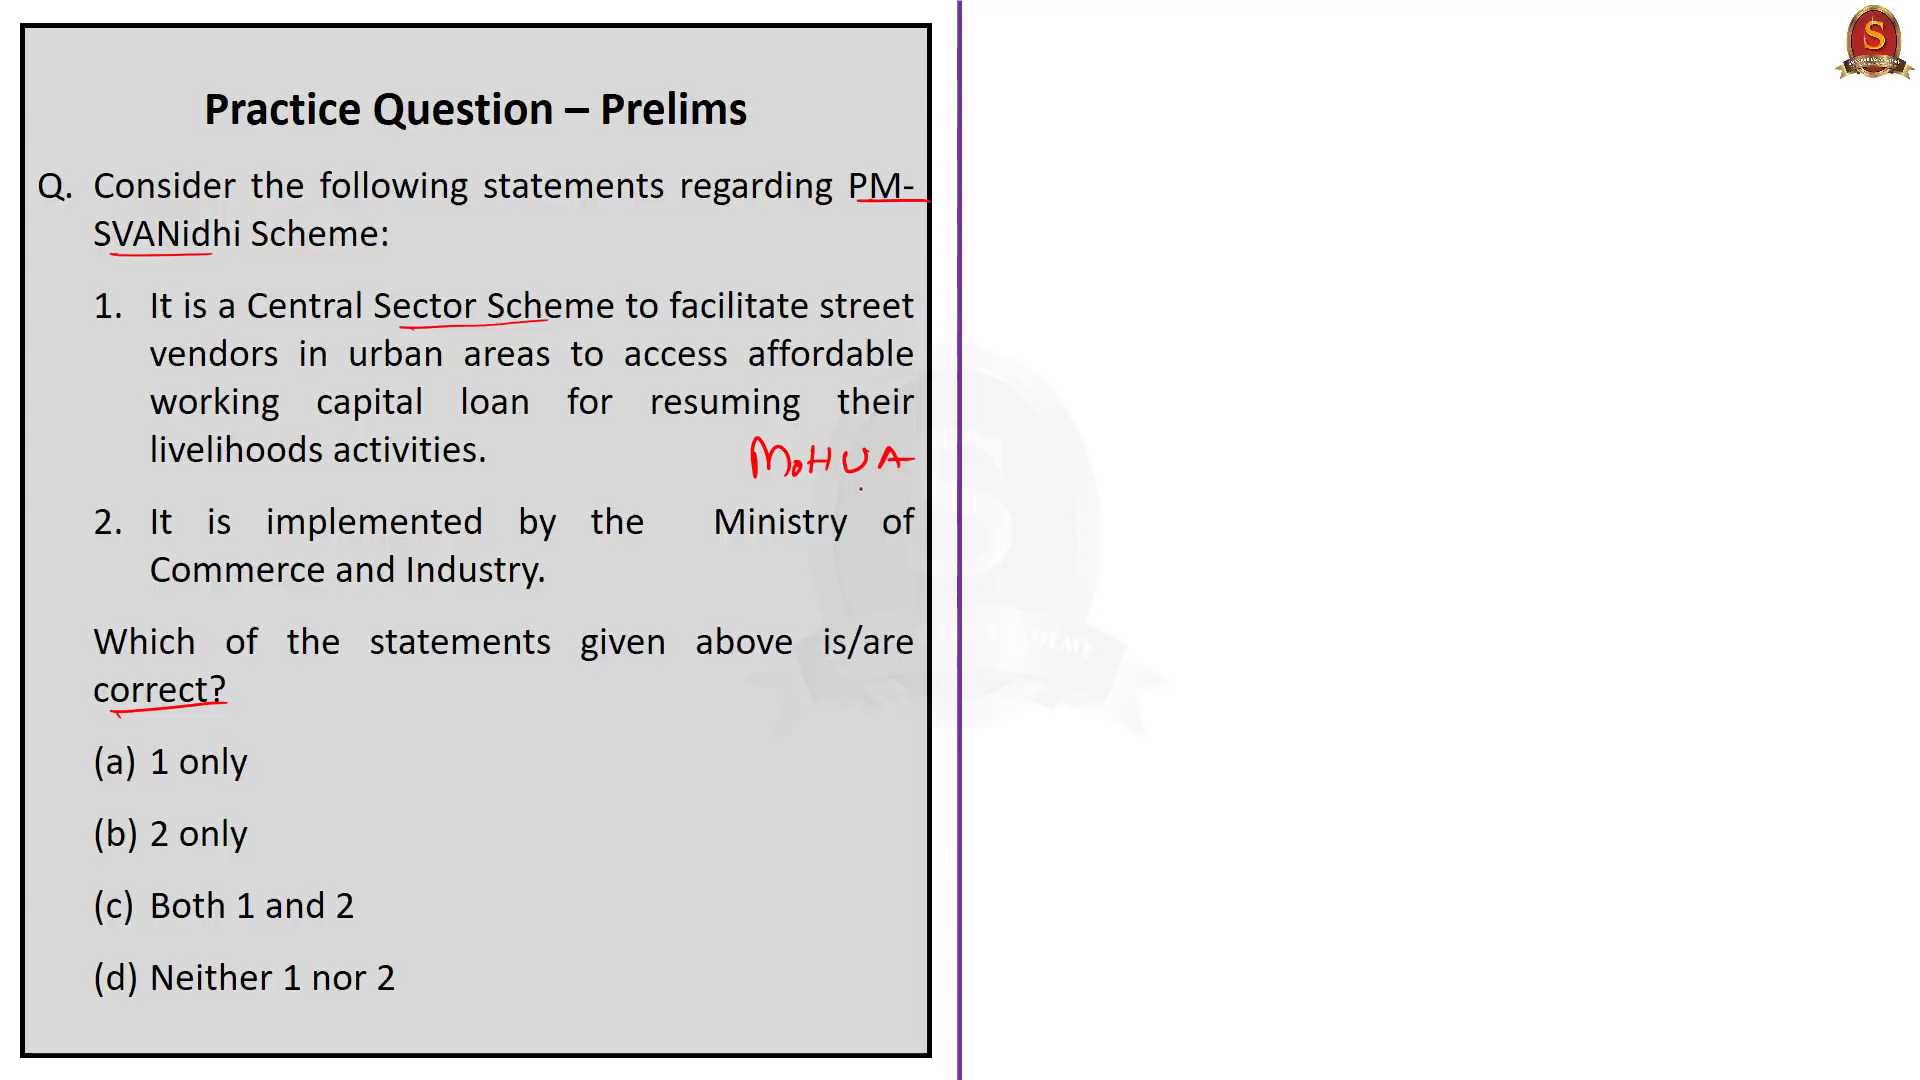 S
Practice Question – Prelims
Q. Consider the following statements regarding PM-
SVANidhi Scheme:
1. It is a Central Sector Scheme to facilitate street
vendors in urban areas to access affordable
working capital loan for resuming their
livelihoods activities.
MoHUA
2. It is implemented by the Ministry of
Commerce and Industry.
Which of the statements given above is/are
correct?
(a) 1 only
(b) 2 only
(c) Both 1 and 2
(d) Neither 1 nor 2